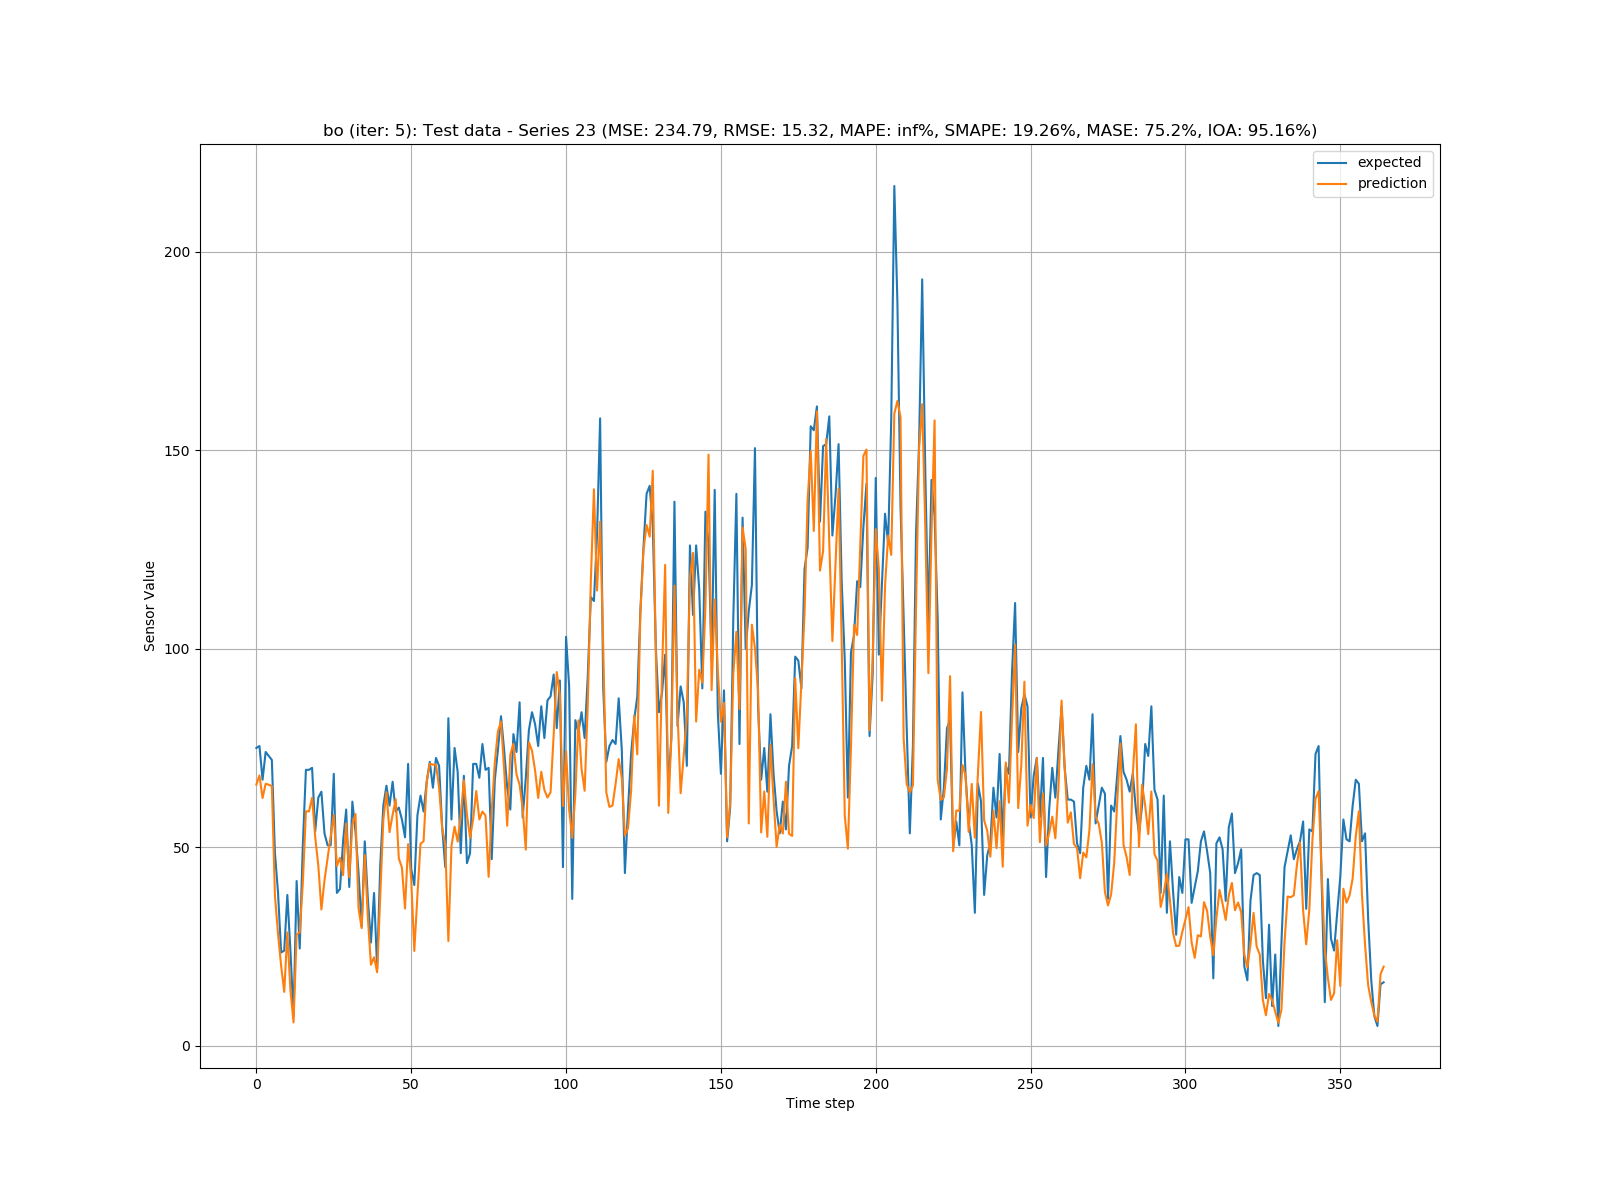 bo (iter: 5): Test data - Series 23 (MSE: 234.79, RMSE: 15.32, MAPE: inf%, SMAPE: 19.26%, MASE: 75.2%, IOA: 95.16%)
expected
prediction
200
150
100
50
0
Sensor Value
0 50 100 150 200 250 300 350
Time step